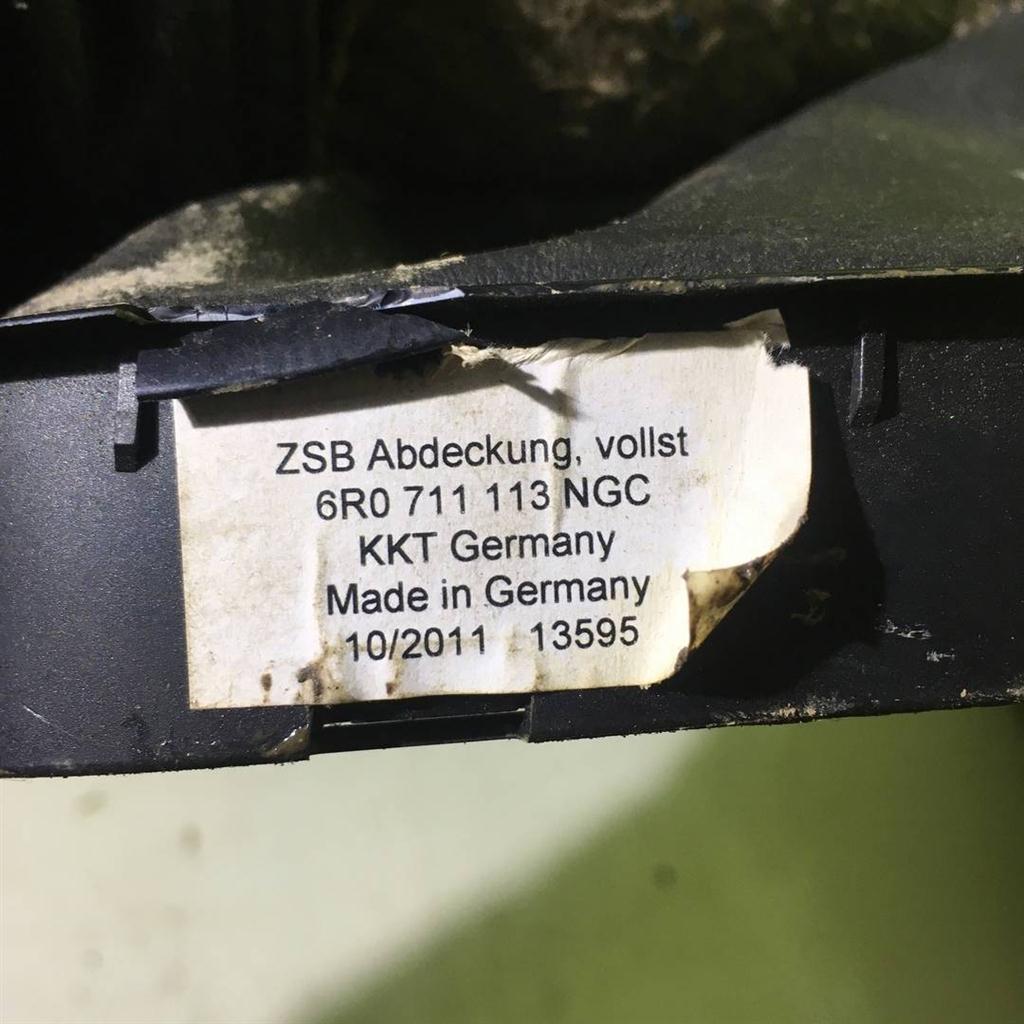 ZSB Abdeckung, vollst
6R0 711 113 NGC
KKT Germany
Made in Germany
10/2011 13595